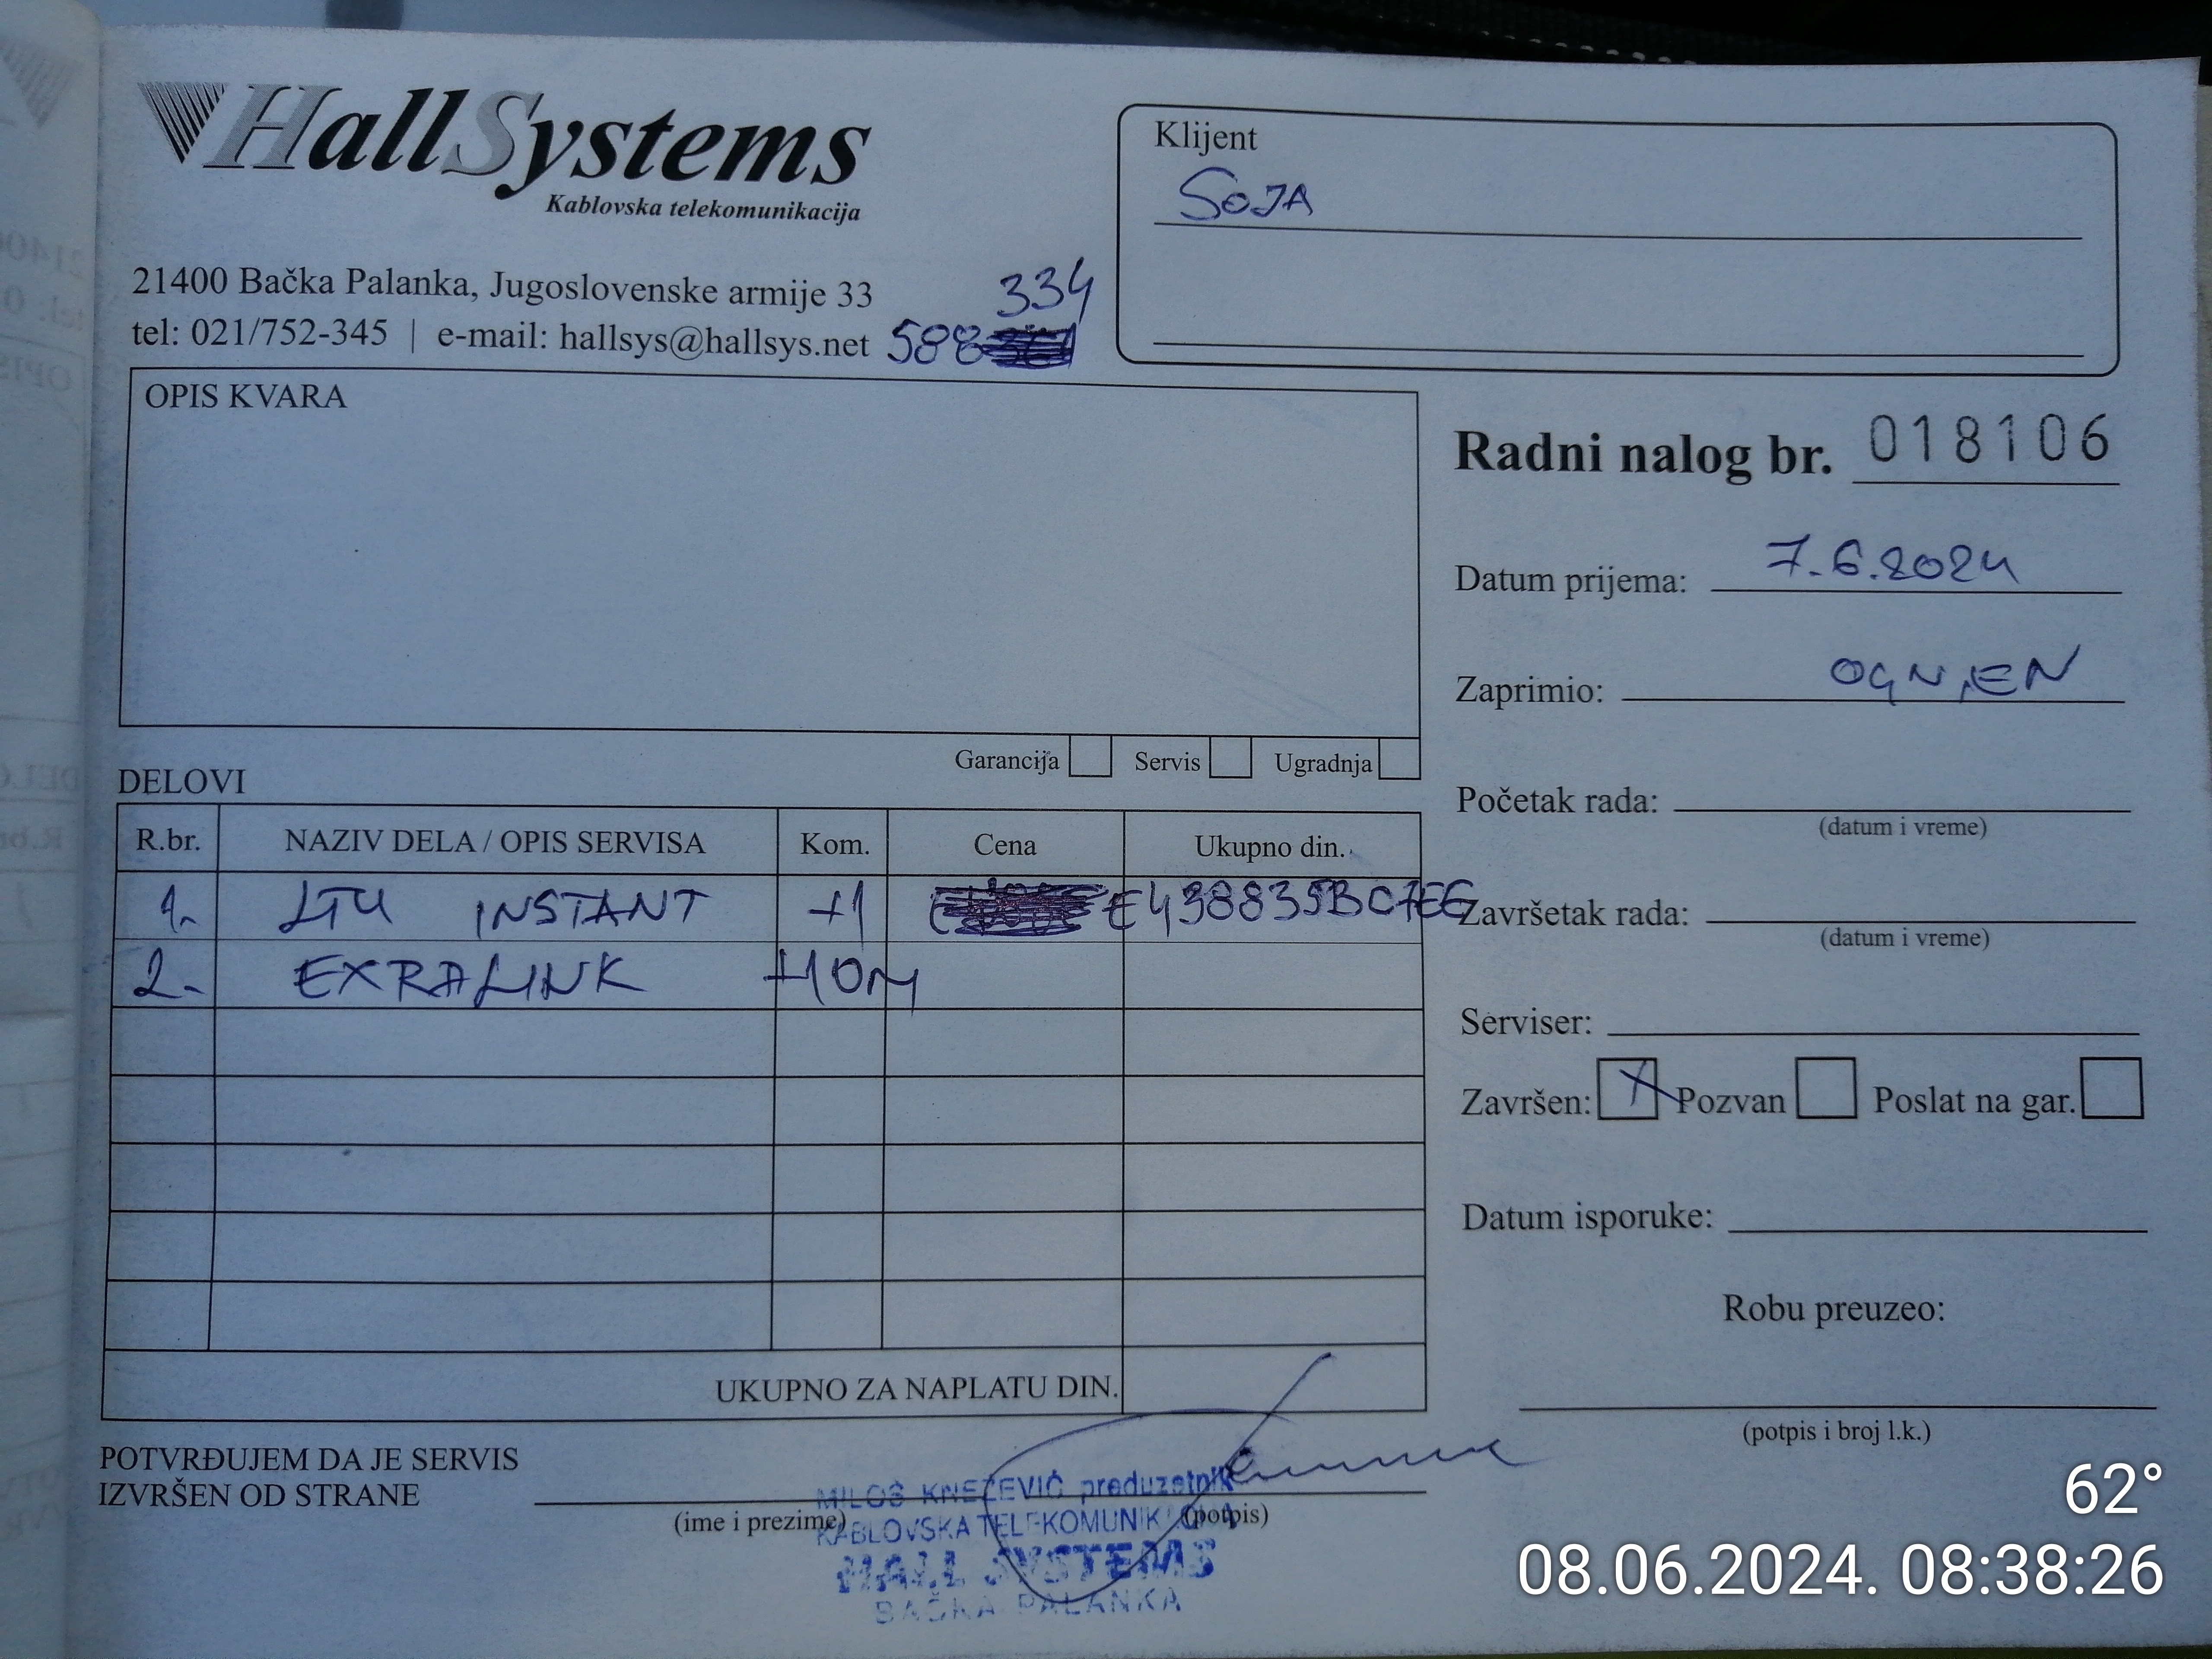 HallSystems
Kablovska telekomunikacija
21400 Bačka Palanka, Jugoslovenske armije 33
tel: 021/752-345 | e-mail: hallsys@hallsys.net
588 334
Klijent
SOJA
OPIS KVARA
Garancija Servis Ugradnja
Radni nalog br. 018106
Datum prijema: 7.6.2024
Zaprimio: OGNJEN
Početak rada:
(datum i vreme)
Završetak rada:
(datum i vreme)
Serviser:
Završen: X Pozvan Poslat na gar.
Datum isporuke:
Robu preuzeo:
(potpis i broj l.k.)
DELOVI
R.br. NAZIV DELA / OPIS SERVISA Kom. Cena Ukupno din.
1. LTU INSTANT +1 E438835BC7EE
2. EXRALINK +10M
UKUPNO ZA NAPLATU DIN.
POTVRĐUJEM DA JE SERVIS
IZVRŠEN OD STRANE
(ime i prezime) (potpis)
MILOŠ KNEŽEVIĆ preduzetnik
KABLOVSKA TELEKOMUNIKACIJA
HALL SYSTEMS
BAČKA PALANKA
62°
08.06.2024. 08:38:26